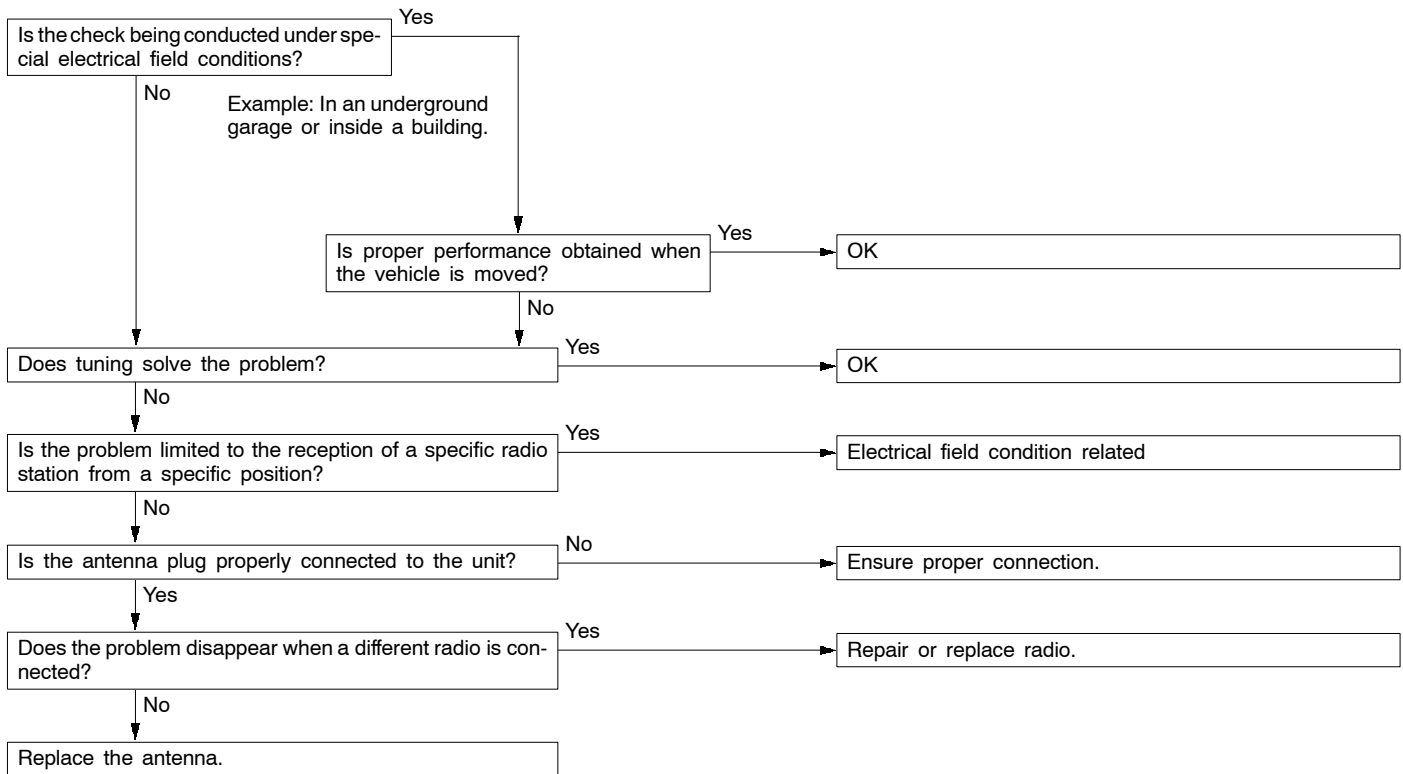 Yes
Is the check being conducted under spe-
cial electrical field conditions?
No
Example: In an underground
garage or inside a building.
Is proper performance obtained when
the vehicle is moved?
Yes
OK
No
Does tuning solve the problem?
Yes
OK
No
Is the problem limited to the reception of a specific radio
station from a specific position?
Yes
Electrical field condition related
No
Is the antenna plug properly connected to the unit?
No
Ensure proper connection.
Yes
Does the problem disappear when a different radio is con-
nected?
Yes
Repair or replace radio.
No
Replace the antenna.